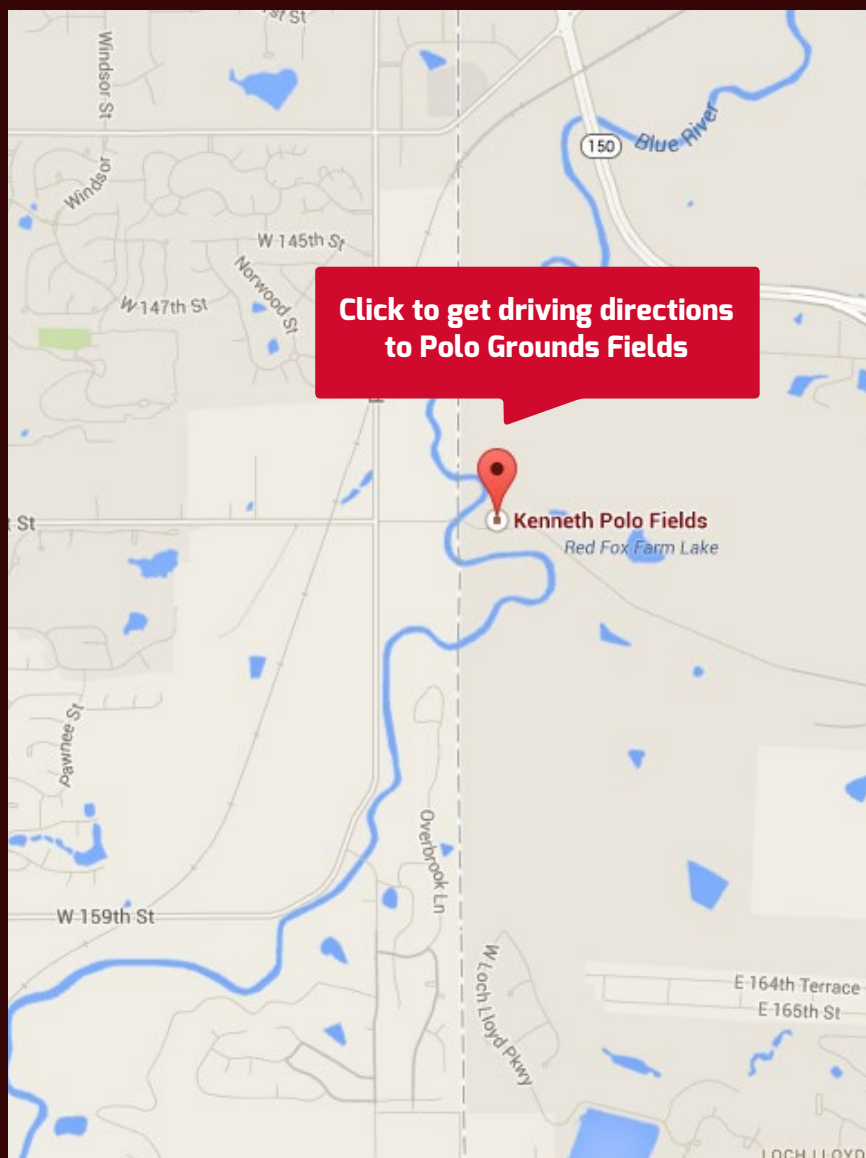 Windsor St
150
Blue River
Windsor
W 145th St
Norwood St
W 147th St
Click to get driving directions
to Polo Grounds Fields
St
Kenneth Polo Fields
Red Fox Farm Lake
Pawnee St
Overbrook Ln
W 159th St
W Loch Lloyd Pkwy
E 164th Terrace
E 165th St
LOCH LLOYD